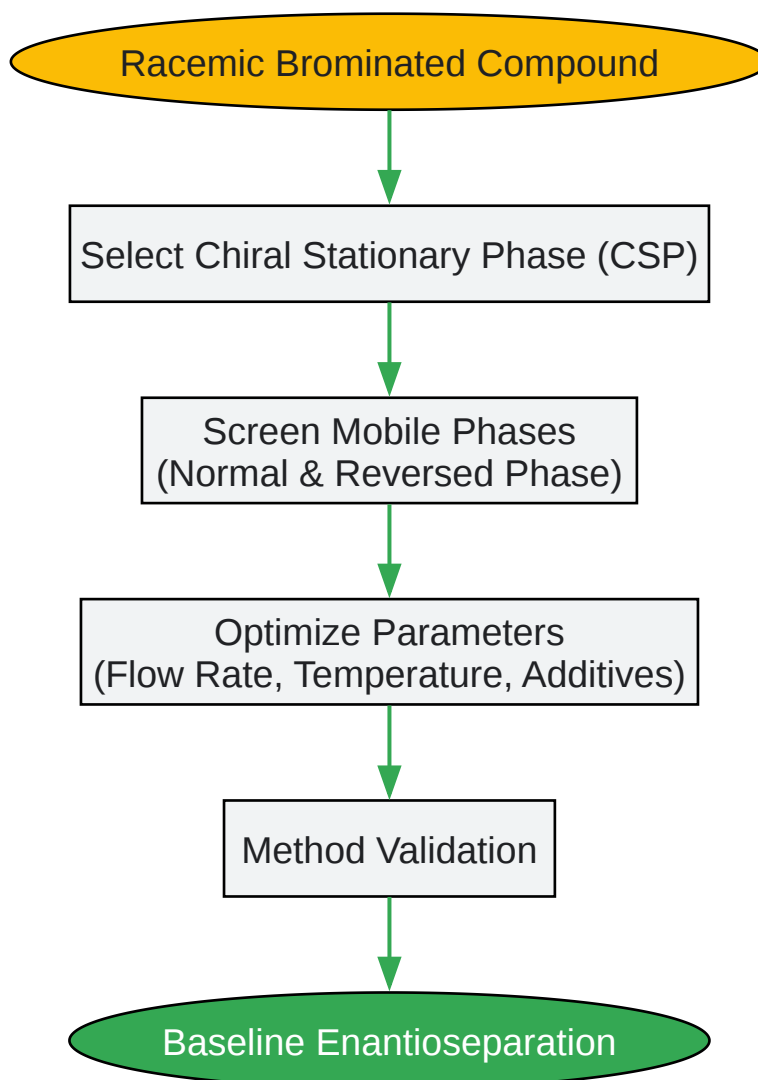 Racemic Brominated Compound
Select Chiral Stationary Phase (CSP)
Screen Mobile Phases
(Normal & Reversed Phase)
Optimize Parameters
(Flow Rate, Temperature, Additives)
Method Validation
Baseline Enantioseparation